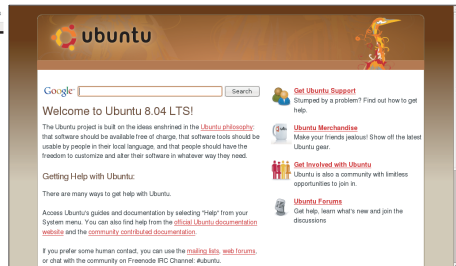 ubuntu
Google Search
Welcome to Ubuntu 8.04 LTS!
The Ubuntu project is built on the ideas enshrined in the Ubuntu philosophy:
that software should be available free of charge, that software tools should be
usable by people in their local language, and that people should have the
freedom to customize and alter their software in whatever way they need.
Getting Help with Ubuntu:
There are many ways to get help with Ubuntu.
Access Ubuntu's guides and documentation by selecting "Help" from your
System menu. You can also find help from the official Ubuntu documentation
website and the community contributed documentation.
If you prefer some human contact, you can use the mailing lists, web forums,
or chat with the community on Freenode IRC Channel: #ubuntu.
Get Ubuntu Support
Stumped by a problem? Find out how to get
help.
Ubuntu Merchandise
Make your friends jealous! Show off the latest
Ubuntu gear.
Get Involved with Ubuntu
Ubuntu is also a community with limitless
opportunities to join in.
Ubuntu Forums
Get help, learn what's new and join the
discussions